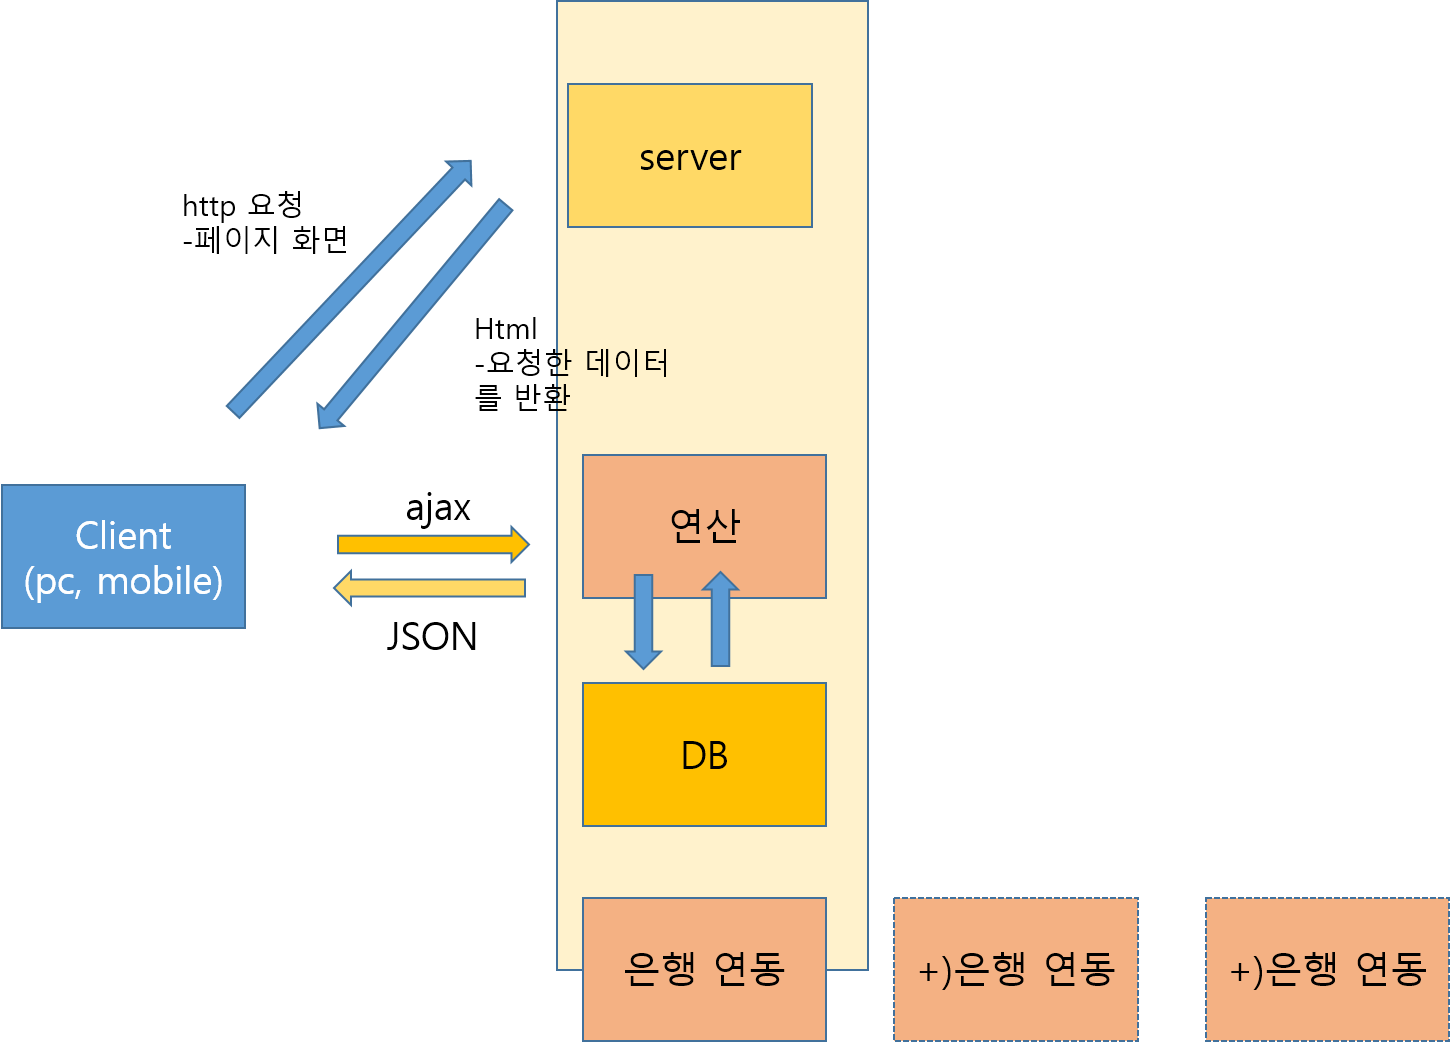 server
http 요청
-페이지 화면
Html
-요청한 데이터
를 반환
Client
(pc, mobile)
ajax
JSON
연산
DB
은행 연동
+)은행 연동
+)은행 연동